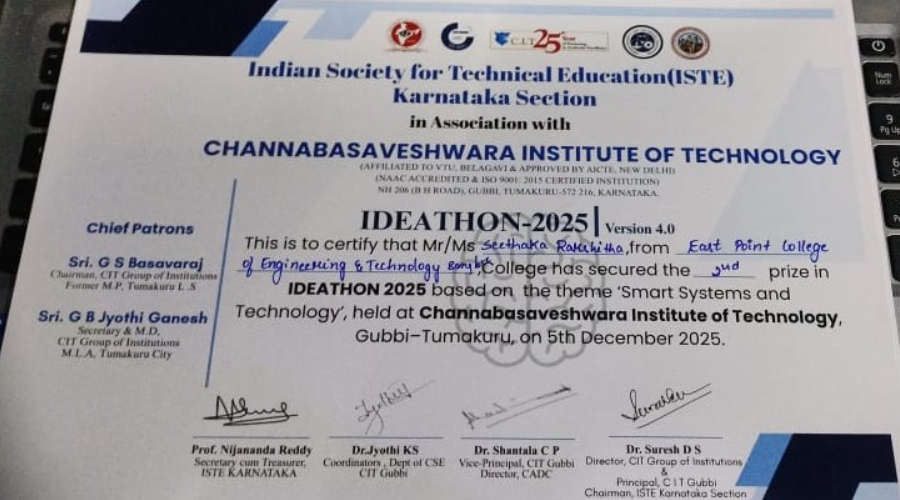 C.I.T 25
Indian Society for Technical Education(ISTE)
Karnataka Section
in Association with
CHANNABASAVESHWARA INSTITUTE OF TECHNOLOGY
(AFFILIATED TO VTU, BELAGAVI & APPROVED BY AICTE, NEW DELHI)
(NAAC ACCREDITED & ISO 9001: 2015 CERTIFIED INSTITUTION)
NH 206 (B H ROAD), GUBBI, TUMAKURU-572 216, KARNATAKA.
IDEATHON-2025 Version 4.0
This is to certify that Mr/Ms Seethaka Rakshitha, from East Point College
of Engineering & Technology College has secured the prize in
IDEATHON 2025 based on the theme 'Smart Systems and
Technology', held at Channabasaveshwara Institute of Technology,
Gubbi–Tumakuru, on 5th December 2025.
Chief Patrons
Sri. G S Basavaraj
Chairman, CIT Group of Institutions
Former M.P, Tumakuru L .S
Sri. G B Jyothi Ganesh
Secretary & M.D,
CIT Group of Institutions
M.L.A, Tumakuru City
Prof. Nijananda Reddy
Secretary cum Treasurer,
ISTE KARNATAKA
Dr.Jyothi KS
Coordinators , Dept of CSE
CIT Gubbi
Dr. Shantala C P
Vice-Principal, CIT Gubbi
Director, CADC
Dr. Suresh D S
Director, CIT Group of Institutions
&
Principal, C I T Gubbi
Chairman, ISTE Karnataka Section
Num
Lock
9
Pg Up
6